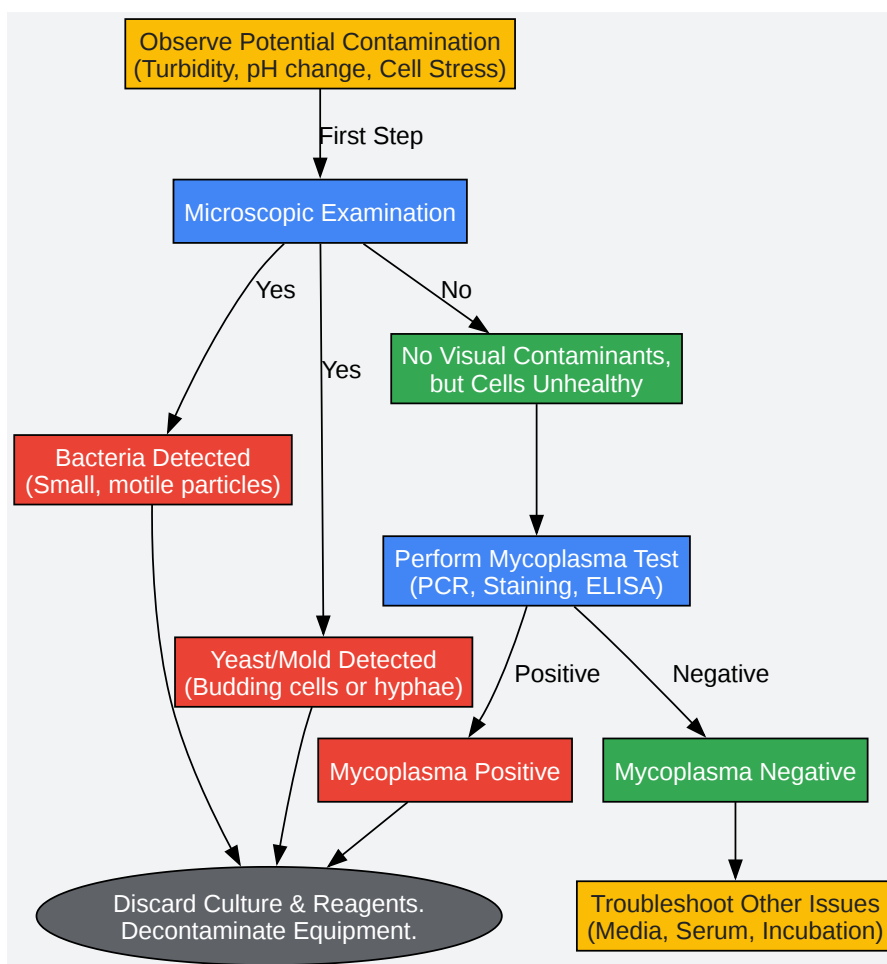 Observe Potential Contamination
(Turbidity, pH change, Cell Stress)
First Step
Microscopic Examination
Yes
No
Yes
No Visual Contaminants,
but Cells Unhealthy
Bacteria Detected
(Small, motile particles)
Perform Mycoplasma Test
(PCR, Staining, ELISA)
Yeast/Mold Detected
(Budding cells or hyphae)
Positive
Negative
Mycoplasma Positive
Mycoplasma Negative
Discard Culture & Reagents.
Decontaminate Equipment.
Troubleshoot Other Issues
(Media, Serum, Incubation)